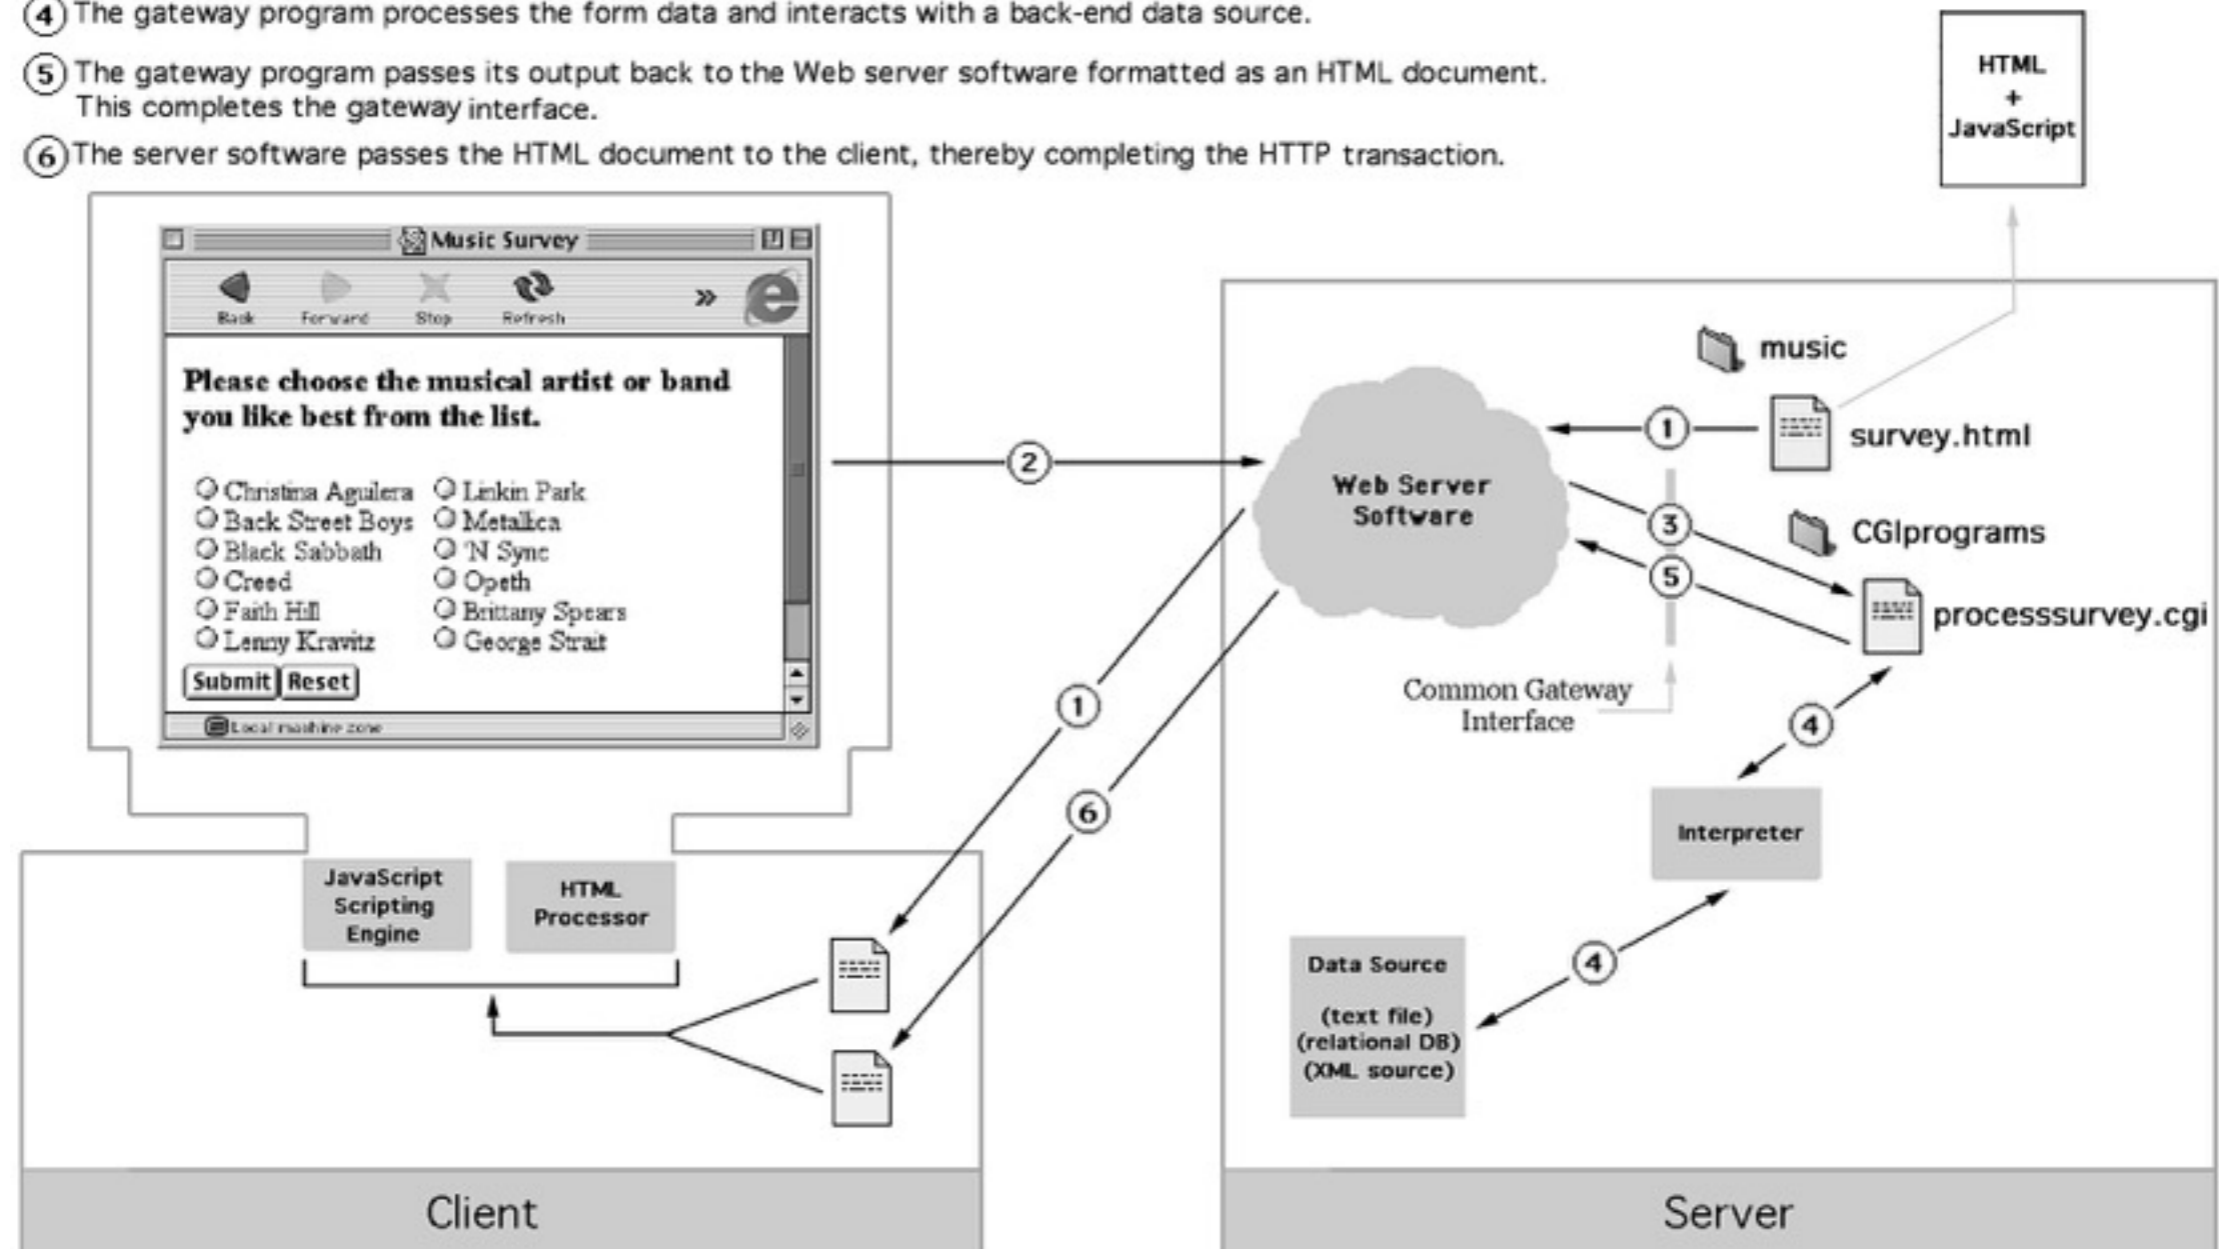 ④ The gateway program processes the form data and interacts with a back-end data source.
⑤ The gateway program passes its output back to the Web server software formatted as an HTML document.
This completes the gateway interface.
⑥ The server software passes the HTML document to the client, thereby completing the HTTP transaction.
HTML
+
JavaScript
Music Survey
Back Forward Stop Refresh »
Please choose the musical artist or band
you like best from the list.
Christina Aguilera Linkin Park
Back Street Boys Metallica
Black Sabbath 'N Sync
Creed Opeth
Faith Hill Brittany Spears
Lenny Kravitz George Strait
Submit Reset
Local machine zone
2
Web Server
Software
music
1
survey.html
3
CGIprograms
5
processsurvey.cgi
Common Gateway
Interface
1
6
4
Interpreter
4
Data Source
(text file)
(relational DB)
(XML source)
JavaScript
Scripting
Engine
HTML
Processor
Client
Server